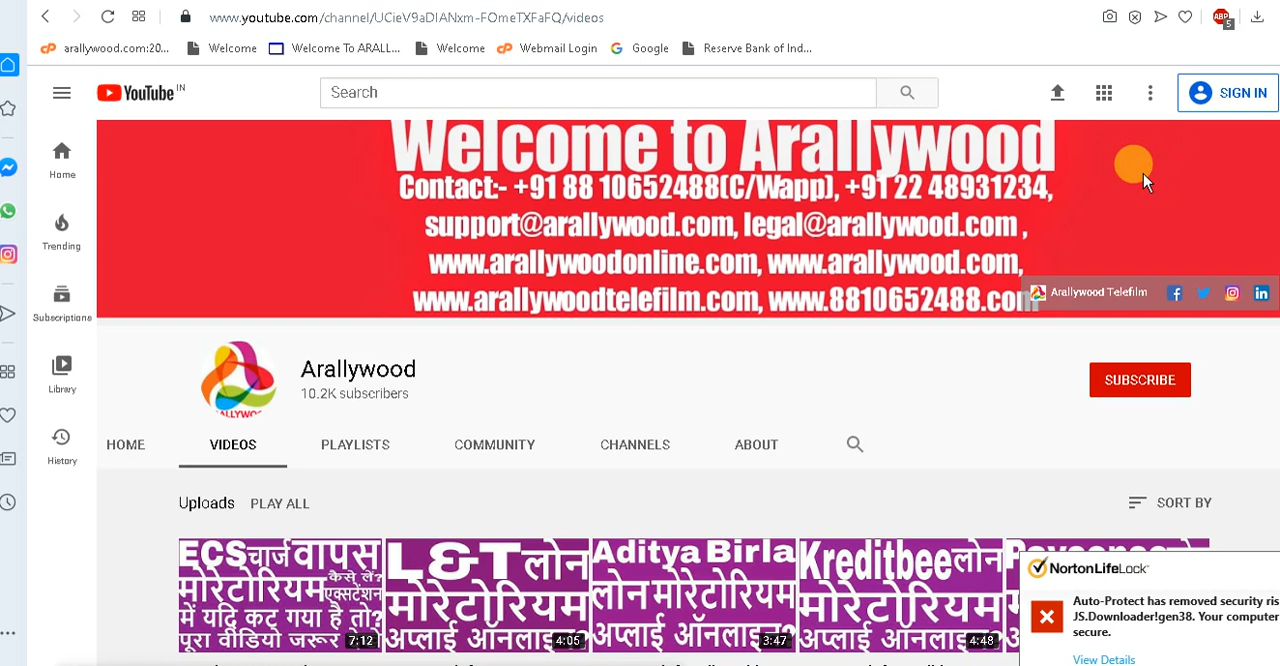 www.youtube.com/channel/UCieV9aDIANxm-FOmeTXFaFQ/videos
ABP
5
arallywood.com:20...
Welcome
Welcome To ARALL...
Welcome
Webmail Login
Google
Reserve Bank of Ind...
YouTube IN
Search
SIGN IN
Home
Trending
Subscriptions
Library
History
Welcome to Arallywood
Contact:- +91 88 10652488(C/Wapp), +91 22 48931234,
support@arallywood.com, legal@arallywood.com ,
www.arallywoodonline.com, www.arallywood.com,
www.arallywoodtelefilm.com, www.8810652488.com
Arallywood Telefilm
Arallywood
10.2K subscribers
SUBSCRIBE
HOME
VIDEOS
PLAYLISTS
COMMUNITY
CHANNELS
ABOUT
Uploads
PLAY ALL
SORT BY
ECS चार्ज वापस
कैसे लें?
मोरेटोरियम एक्सटेंशन
में यदि कट गया है तो?
पूरा वीडियो जरूर
7:12
L&T लोन
मोरेटोरियम
अप्लाई ऑनलाइन
4:05
Aditya Birla
लोन मोरेटोरियम
अप्लाई ऑनलाइन?
3:47
Kreditbee लोन
मोरेटोरियम
अप्लाई ऑनलाइन
4:48
NortonLifeLock
Auto-Protect has removed security ris
JS.Downloader!gen38. Your computer
secure.
View Details